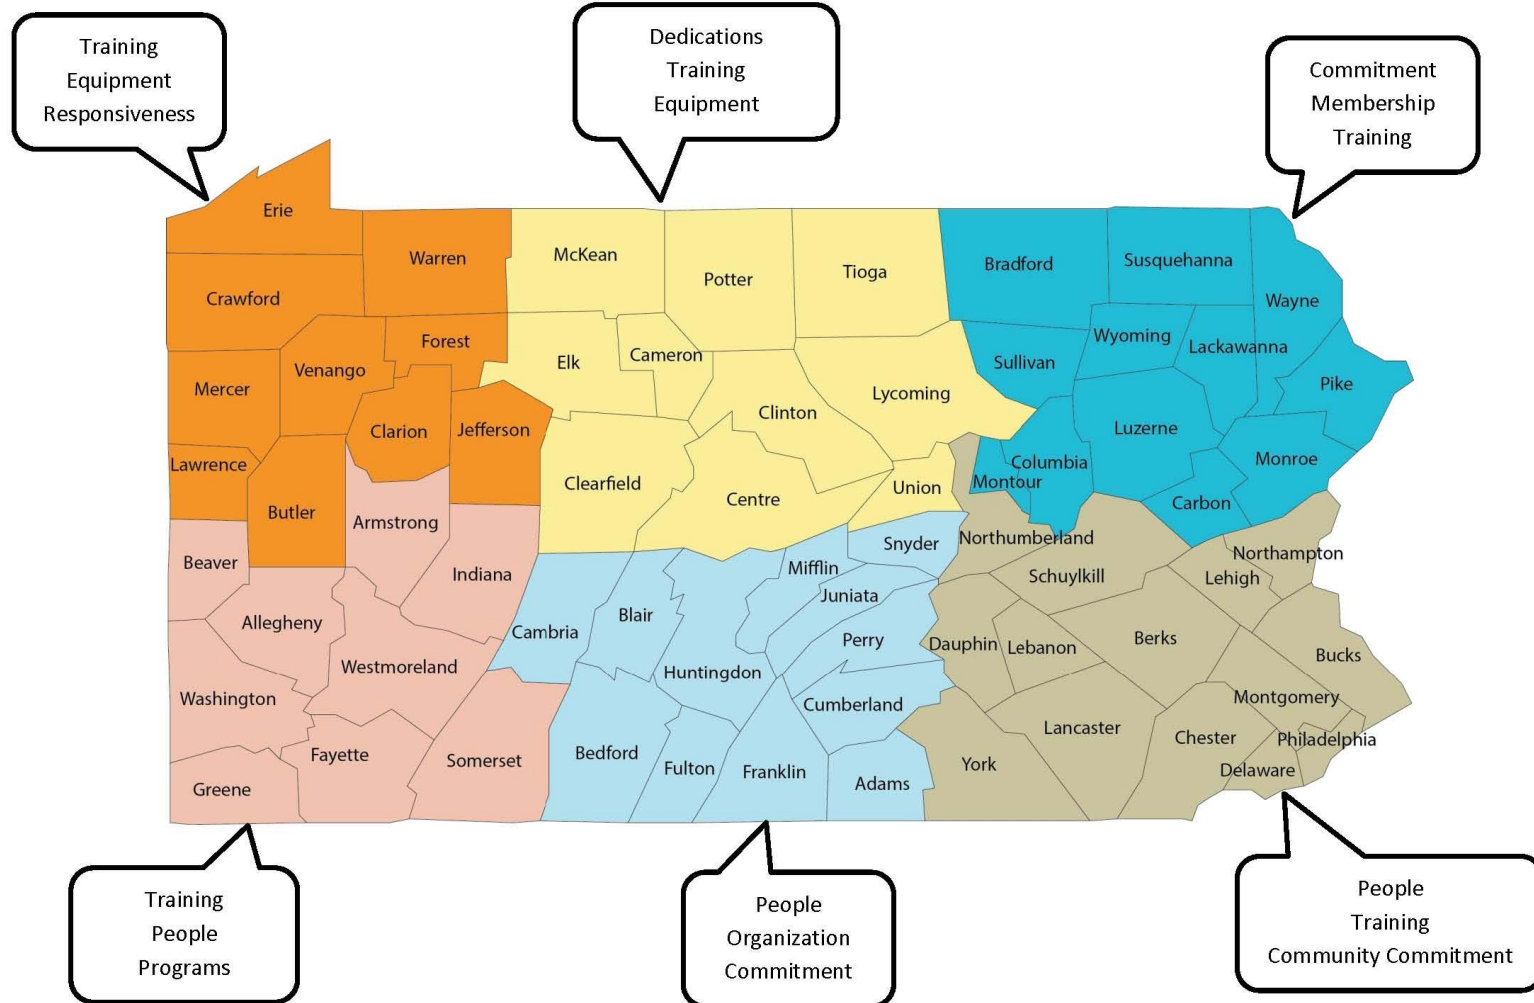 Training
Equipment
Responsiveness
Dedications
Training
Equipment
Commitment
Membership
Training
Erie
Warren
McKean
Potter
Tioga
Bradford
Susquehanna
Wayne
Crawford
Forest
Venango
Mercer
Elk
Cameron
Clinton
Lycoming
Sullivan
Wyoming
Lackawanna
Pike
Clarion
Jefferson
Luzerne
Lawrence
Butler
Armstrong
Clearfield
Centre
Union
Montour
Columbia
Carbon
Monroe
Beaver
Indiana
Snyder
Mifflin
Juniata
Northumberland
Schuylkill
Northampton
Lehigh
Allegheny
Cambria
Blair
Huntingdon
Perry
Dauphin
Lebanon
Berks
Bucks
Westmoreland
Washington
Cumberland
Montgomery
Lancaster
Chester
Philadelphia
Delaware
Fayette
Somerset
Bedford
Fulton
Franklin
Adams
York
Greene
Training
People
Programs
People
Organization
Commitment
People
Training
Community Commitment